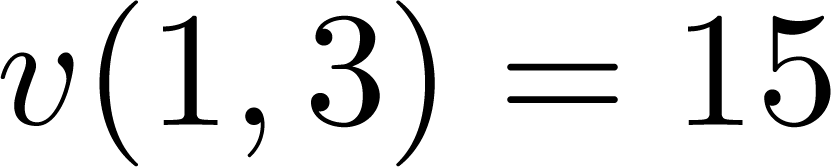 v(1, 3) = 15